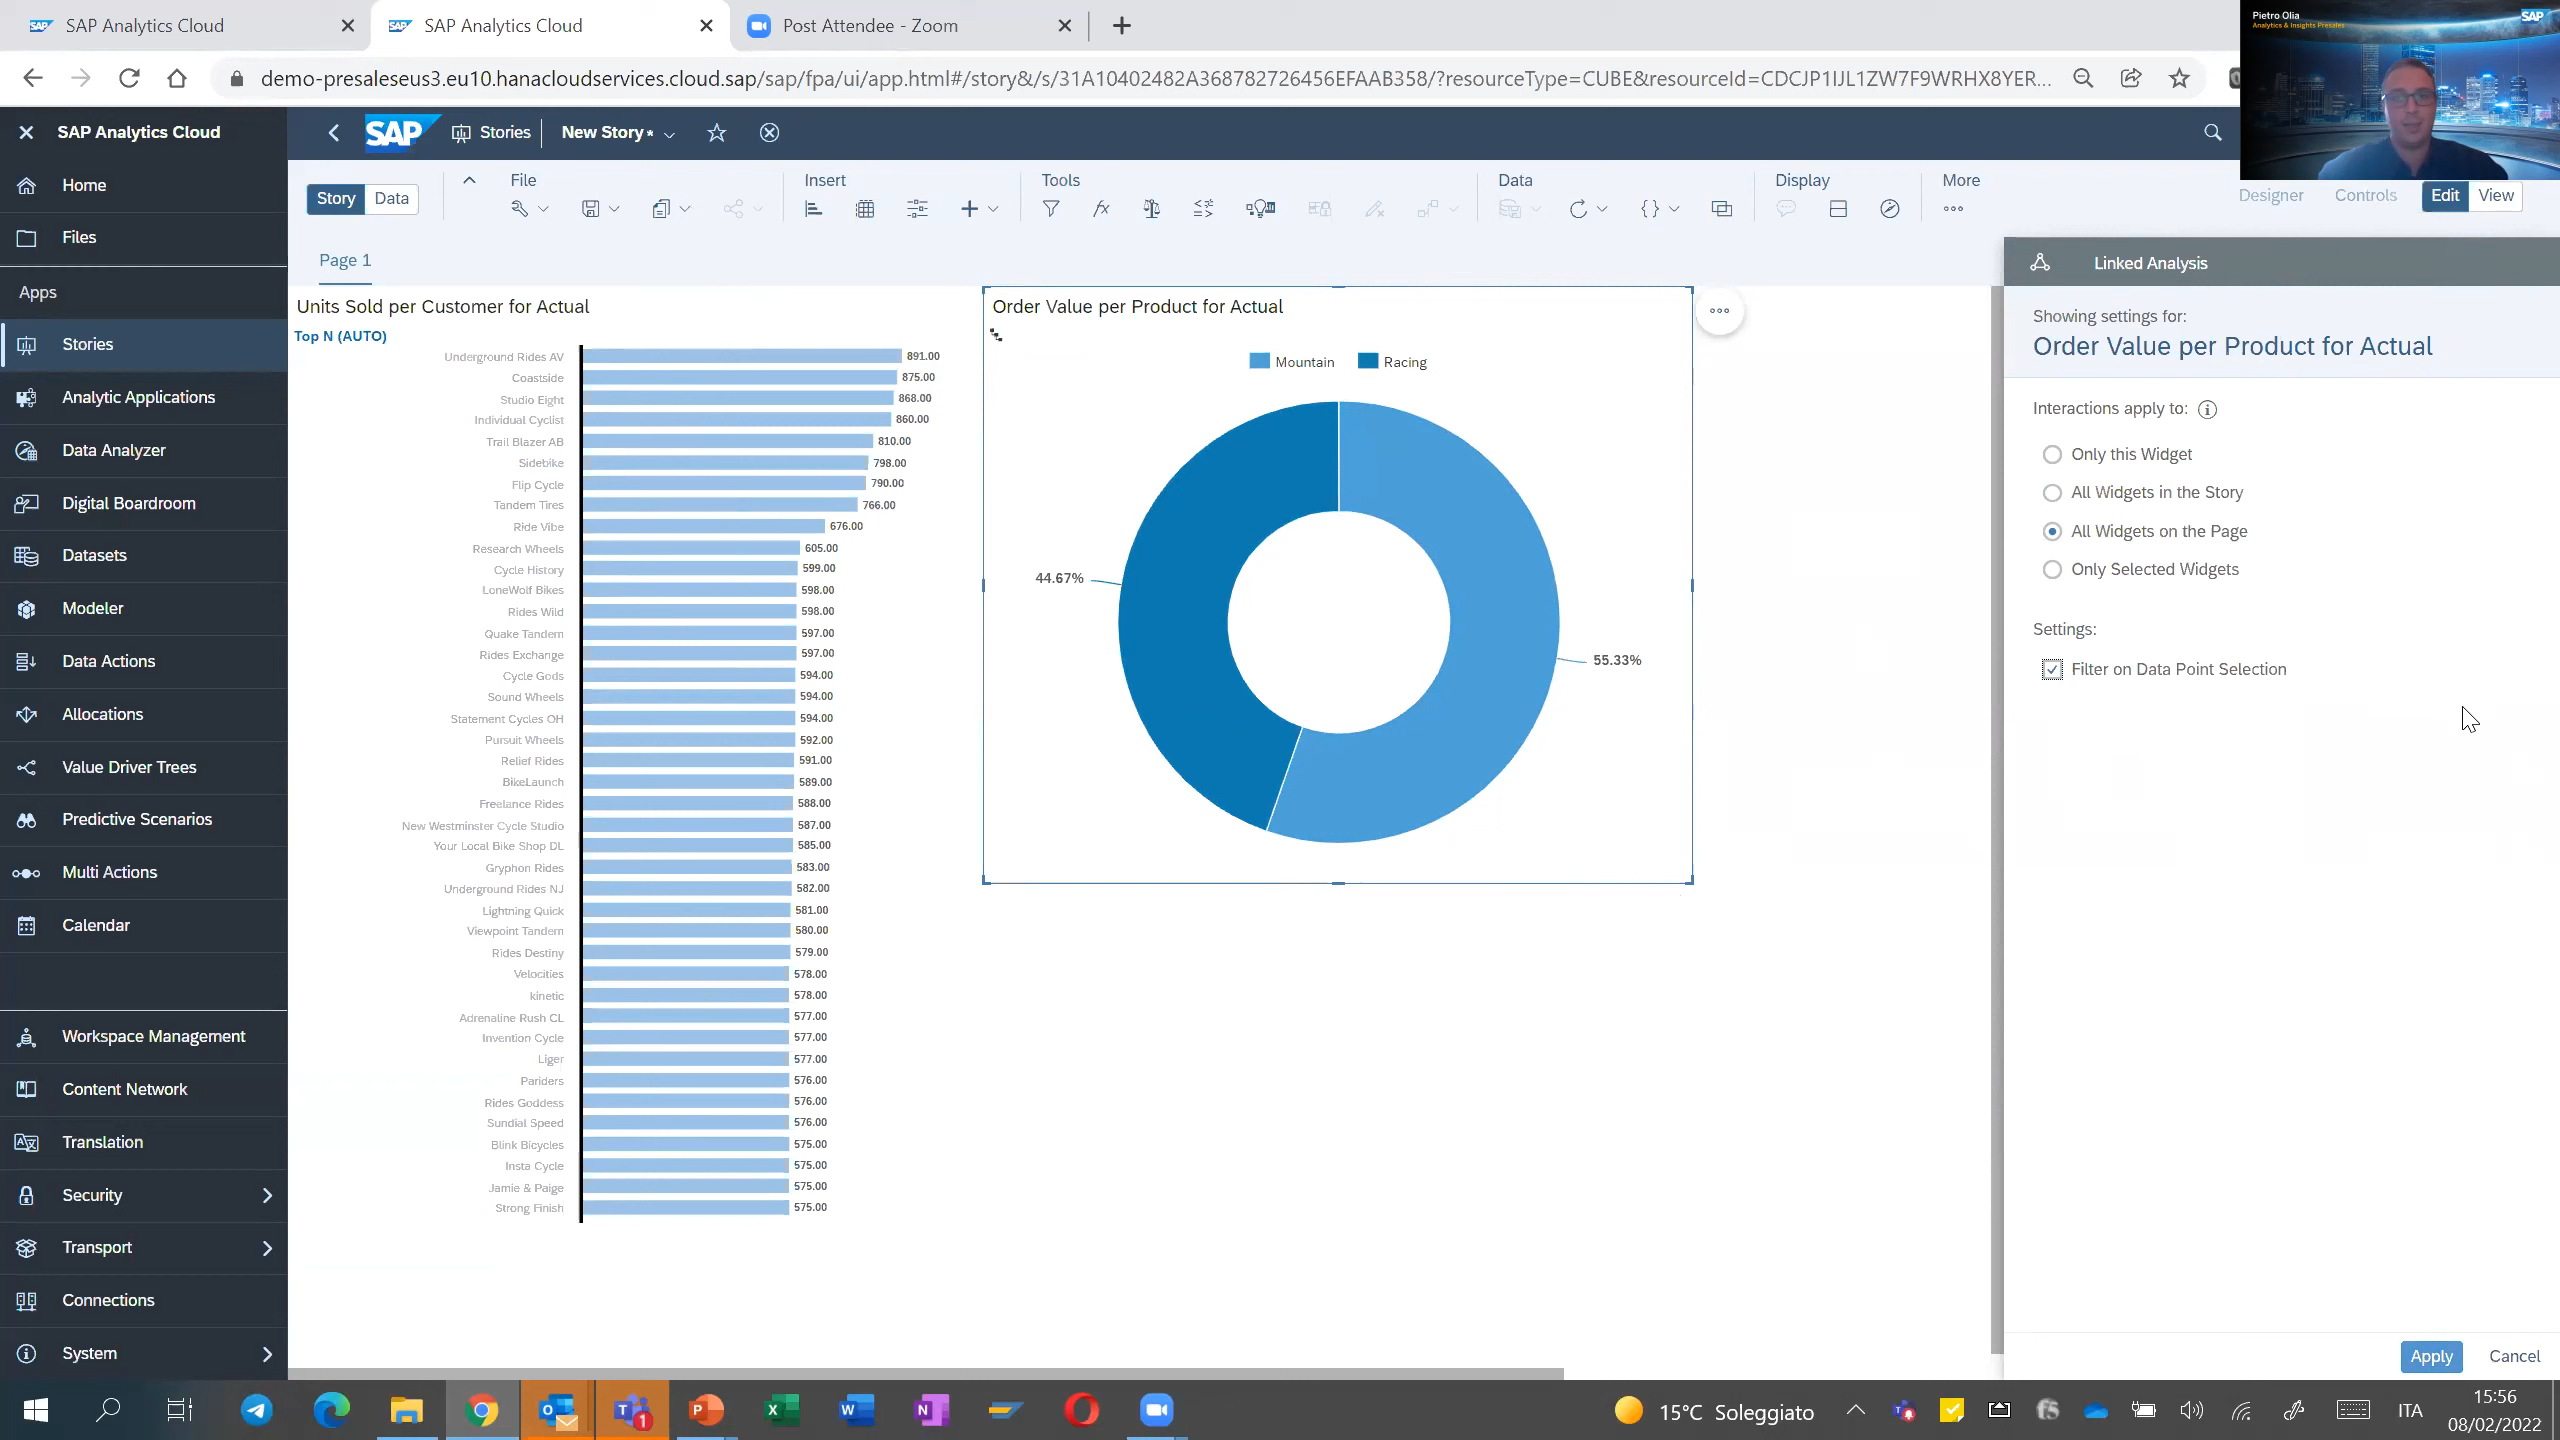 SAP Analytics Cloud
SAP Analytics Cloud
Post Attendee - Zoom
demo-presaleseus3.eu10.hanacloudservices.cloud.sap/sap/fpa/ui/app.html#/story&/s/31A10402482A368782726456EFAAB358/?resourceType=CUBE&resourceId=CDCJP1IJL1ZW7F9WRHX8YER...
Pietro Olia
Analytics & Insights Presales
SAP
SAP Analytics Cloud
SAP
Stories
New Story *
Home
Files
Apps
Stories
Analytic Applications
Data Analyzer
Digital Boardroom
Datasets
Modeler
Data Actions
Allocations
Value Driver Trees
Predictive Scenarios
Multi Actions
Calendar
Workspace Management
Content Network
Translation
Security
Transport
Connections
System
Story
Data
File
Insert
Tools
Data
Display
More
Designer
Controls
Edit
View
Page 1
Units Sold per Customer for Actual
Top N (AUTO)
Underground Rides AV 891.00
Coastside 875.00
Studio Eight 868.00
Individual Cyclist 860.00
Trail Blazer AB 810.00
Sidebike 798.00
Flip Cycle 790.00
Tandem Tires 766.00
Ride Vibe 676.00
Research Wheels 605.00
Cycle History 599.00
LoneWolf Bikes 598.00
Rides Wild 598.00
Quake Tandem 597.00
Rides Exchange 597.00
Cycle Gods 594.00
Sound Wheels 594.00
Statement Cycles OH 594.00
Pursuit Wheels 592.00
Relief Rides 591.00
BikeLaunch 589.00
Freelance Rides 588.00
New Westminster Cycle Studio 587.00
Your Local Bike Shop DL 585.00
Gryphon Rides 583.00
Underground Rides NJ 582.00
Lightning Quick 581.00
Viewpoint Tandem 580.00
Rides Destiny 579.00
Velocities 578.00
kinetic 578.00
Adrenaline Rush CL 577.00
Invention Cycle 577.00
Liger 577.00
Pariders 576.00
Rides Goddess 576.00
Sundial Speed 576.00
Blink Bicycles 575.00
Insta Cycle 575.00
Jamie & Paige 575.00
Strong Finish 575.00
Order Value per Product for Actual
Mountain
Racing
44.67%
55.33%
Linked Analysis
Showing settings for:
Order Value per Product for Actual
Interactions apply to:
Only this Widget
All Widgets in the Story
All Widgets on the Page
Only Selected Widgets
Settings:
Filter on Data Point Selection
Apply
Cancel
15°C Soleggiato
ITA
15:56
08/02/2022